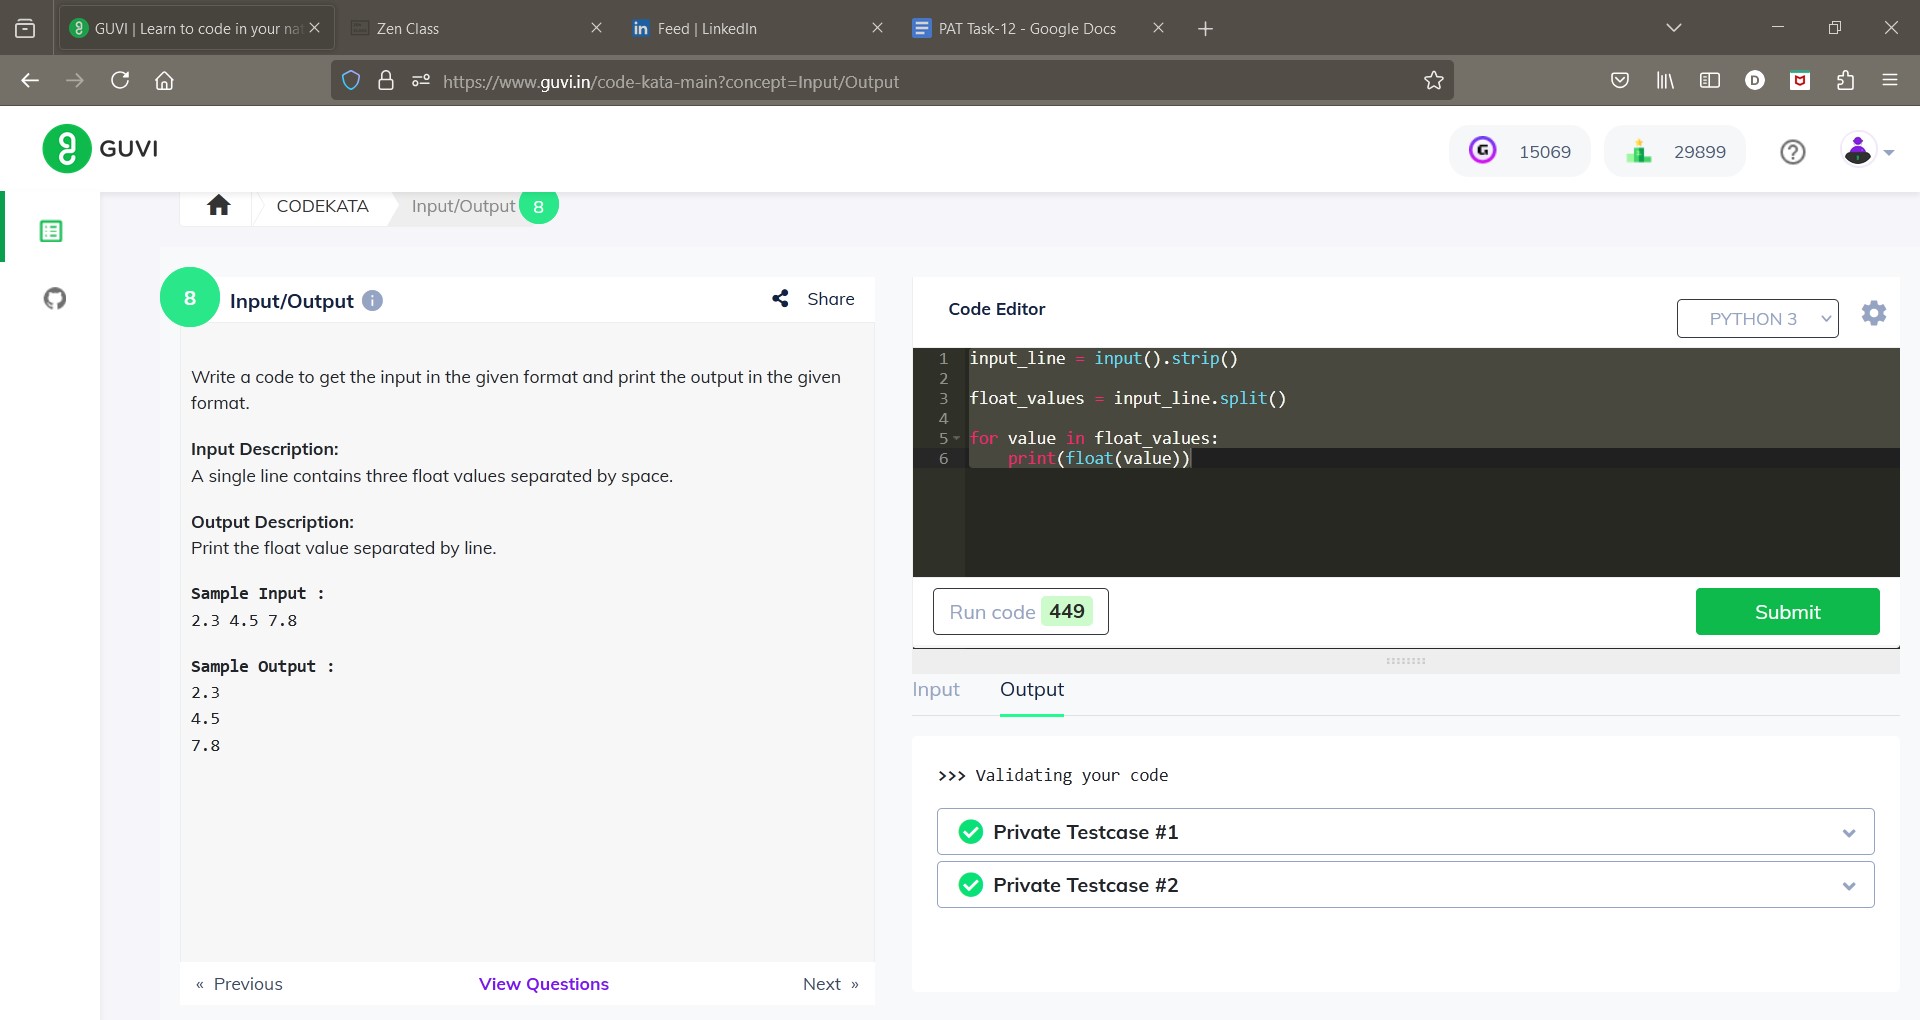 GUVI | Learn to code in your nat
Zen Class
Feed | LinkedIn
PAT Task-12 - Google Docs
https://www.guvi.in/code-kata-main?concept=Input/Output
D
GUVI
G 15069
29899
CODEKATA
Input/Output 8
8 Input/Output i
Share
Write a code to get the input in the given format and print the output in the given
format.
Input Description:
A single line contains three float values separated by space.
Output Description:
Print the float value separated by line.
Sample Input :
2.3 4.5 7.8
Sample Output :
2.3
4.5
7.8
« Previous
View Questions
Next »
Code Editor
PYTHON 3
1 input_line = input().strip()
2
3 float_values = input_line.split()
4
5 for value in float_values:
6 print(float(value))
Run code 449
Submit
Input
Output
>>> Validating your code
Private Testcase #1
Private Testcase #2